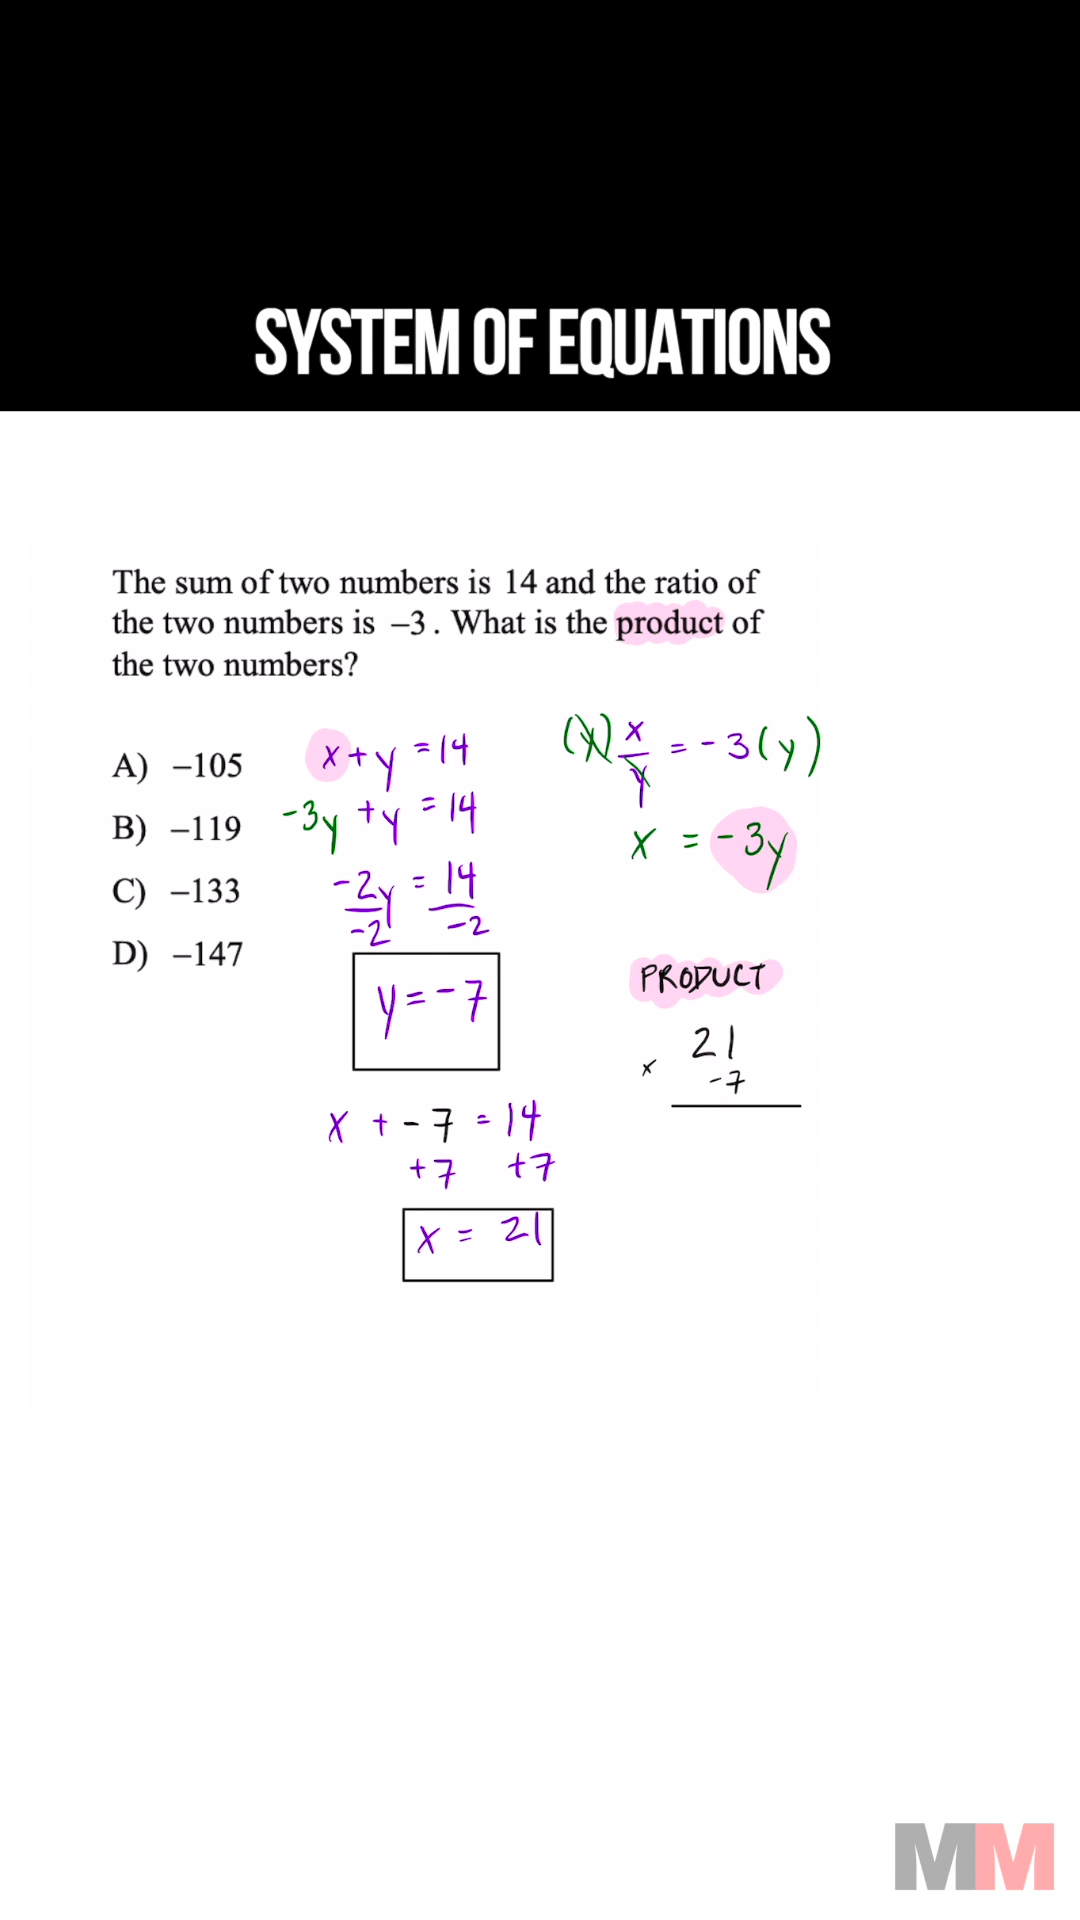 SYSTEM OF EQUATIONS
The sum of two numbers is 14 and the ratio of
the two numbers is –3. What is the product of
the two numbers?
A) –105
B) –119
C) –133
D) –147
x + y = 14
-3y + y = 14
-2y = 14
-2 -2
y = -7
x + -7 = 14
+7 +7
x = 21
(y) x/y = -3(y)
x = -3y
PRODUCT
21
x -7
MM